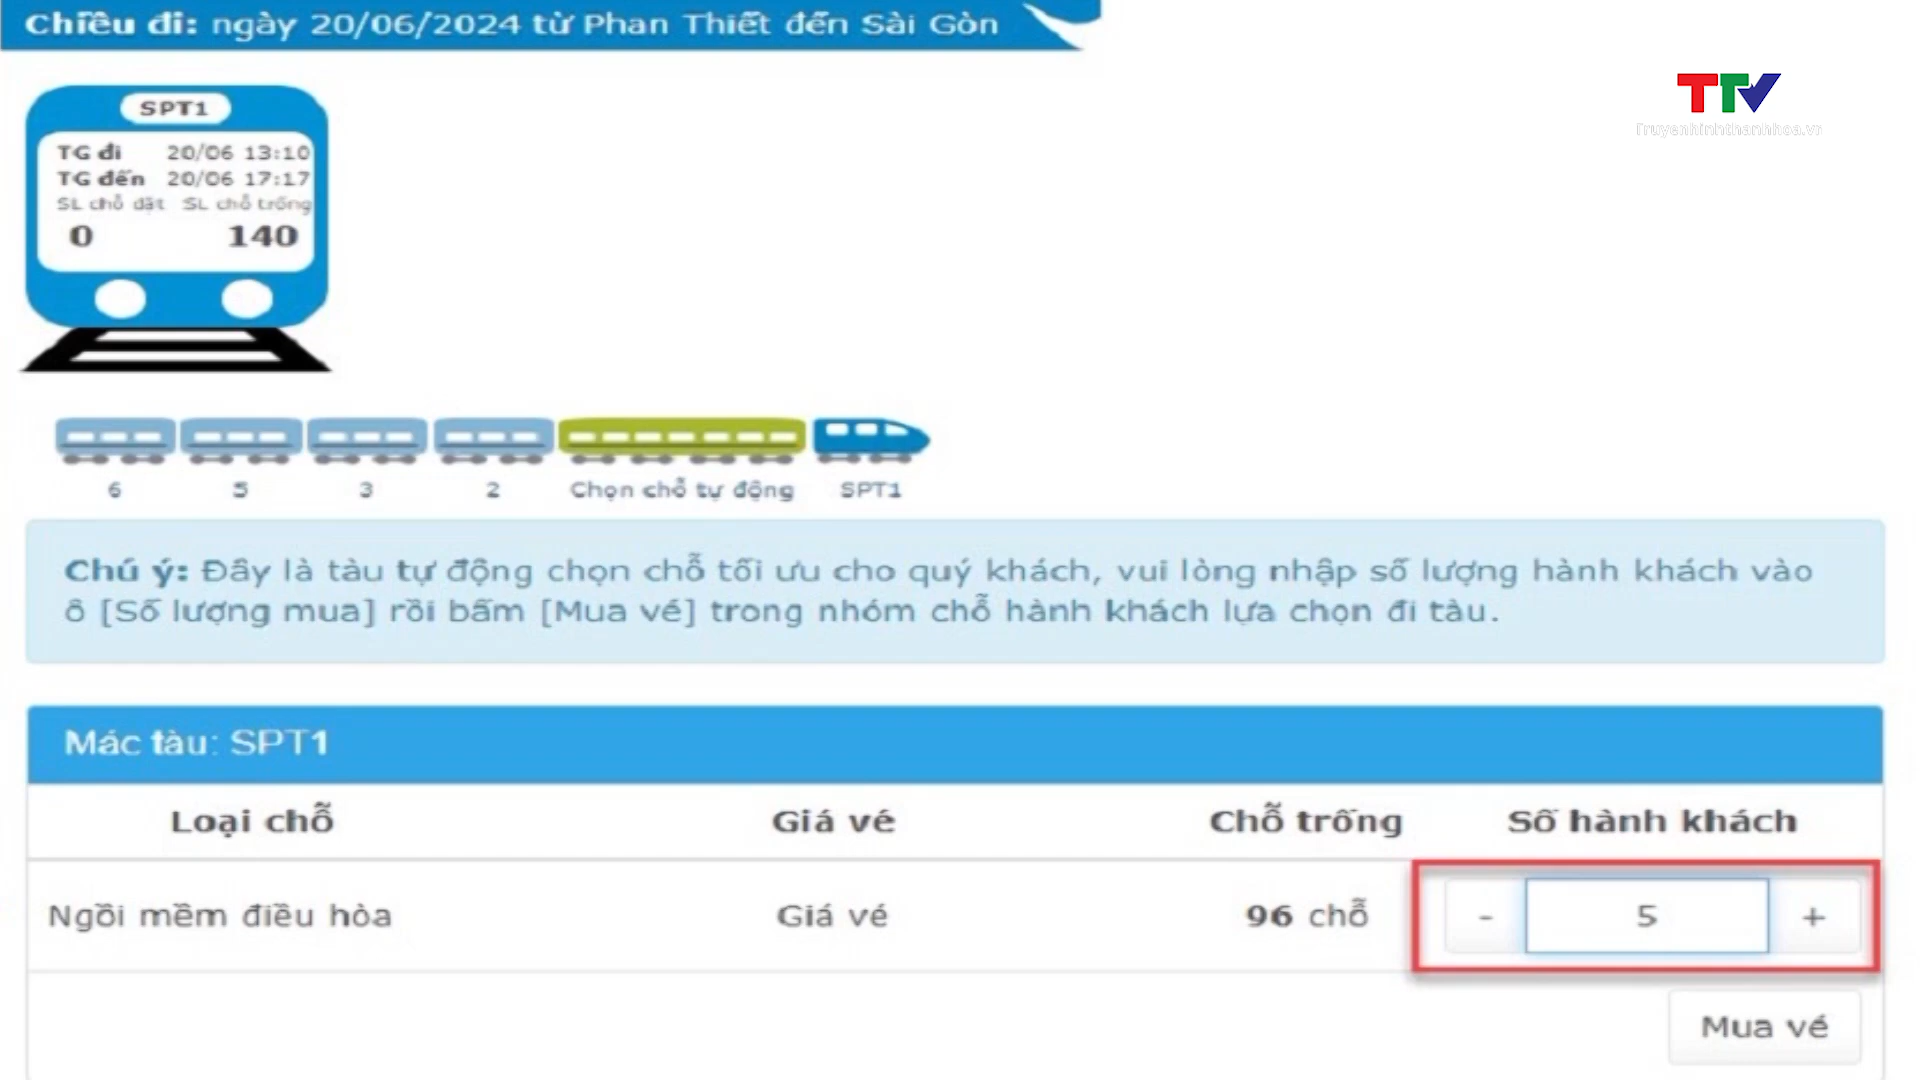 Chiều đi: ngày 20/06/2024 từ Phan Thiết đến Sài Gòn
TTV
Truyenhinhthanhhoa.vn
SPT1
TG đi 20/06 13:10
TG đến 20/06 17:17
SL chỗ đặt SL chỗ trống
0 140
6 5 3 2 Chọn chỗ tự động SPT1
Chú ý: Đây là tàu tự động chọn chỗ tối ưu cho quý khách, vui lòng nhập số lượng hành khách vào
ô [Số lượng mua] rồi bấm [Mua vé] trong nhóm chỗ hành khách lựa chọn đi tàu.
Mác tàu: SPT1
Loại chỗ Giá vé Chỗ trống Số hành khách
Ngồi mềm điều hòa Giá vé 96 chỗ - 5 +
Mua vé